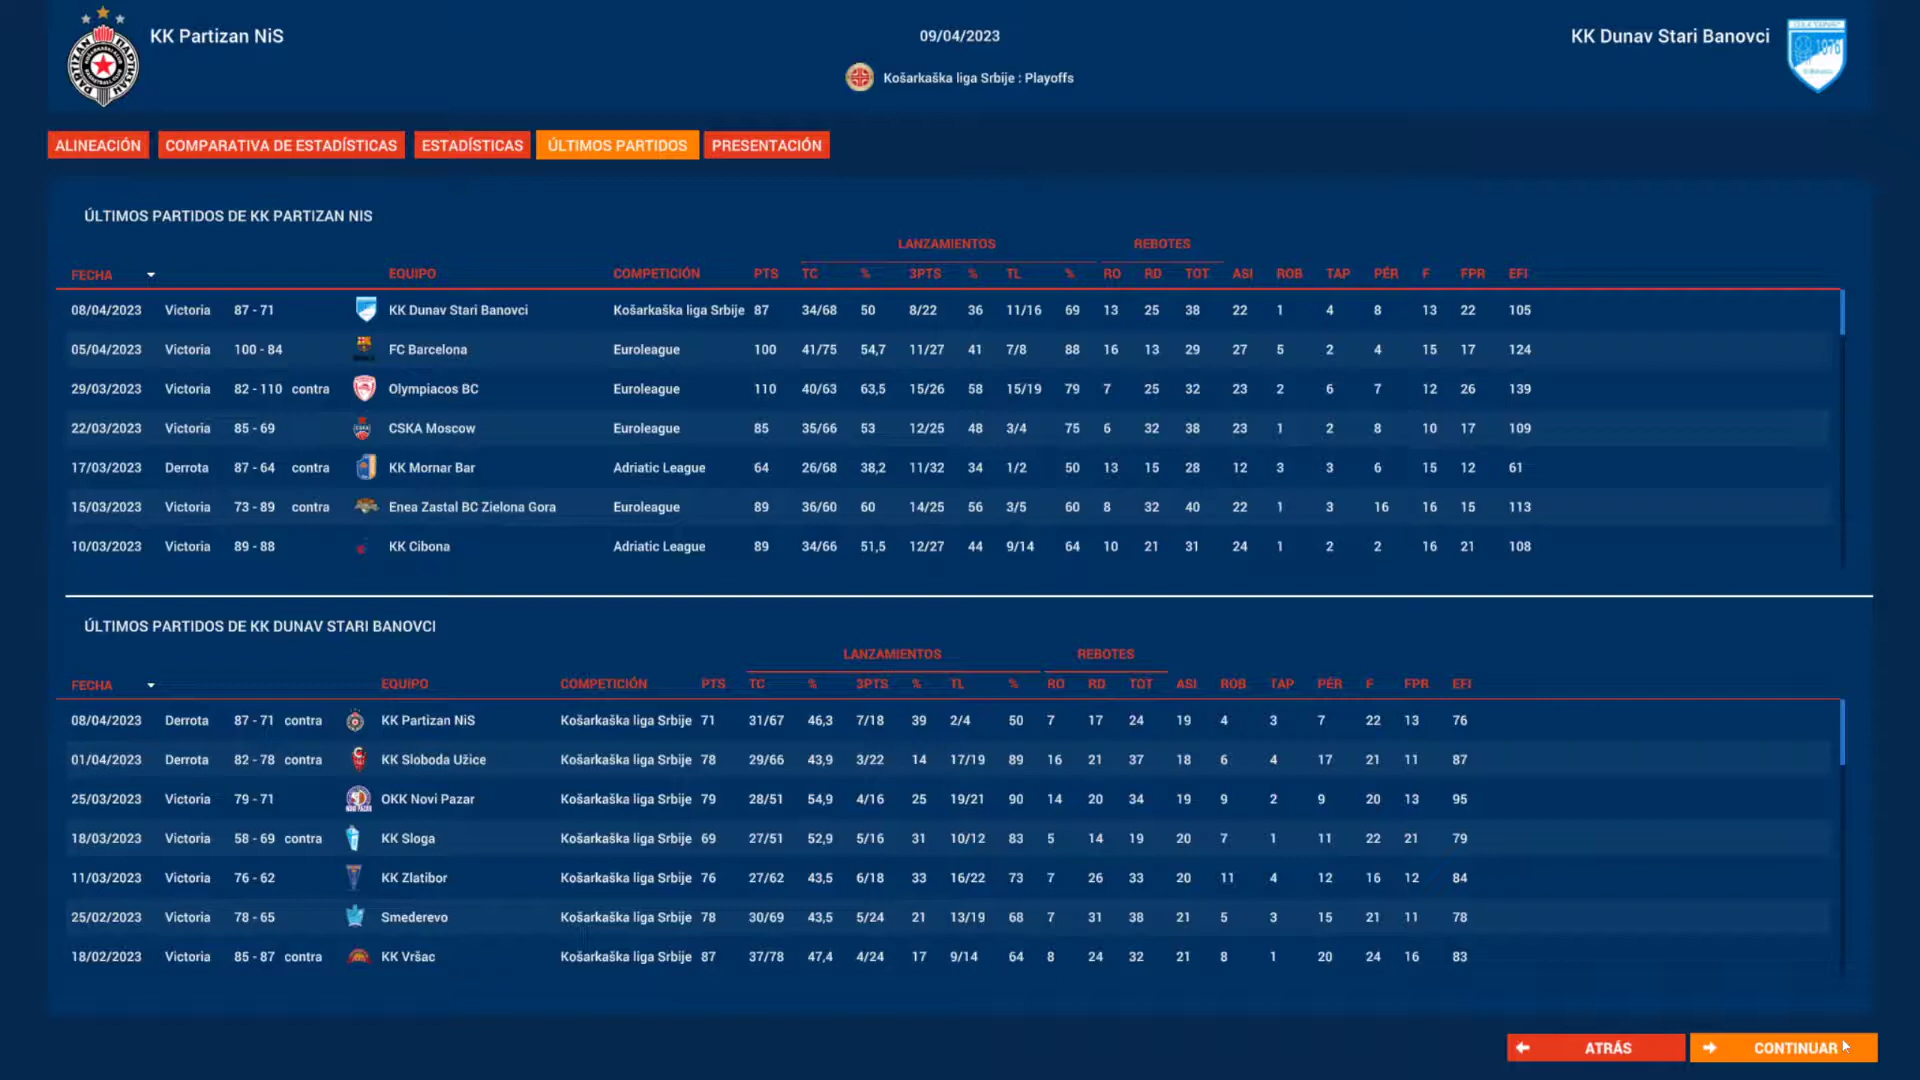 KK Partizan NiS
09/04/2023
KK Dunav Stari Banovci
Košarkaška liga Srbije : Playoffs
ALINEACIÓN COMPARATIVA DE ESTADÍSTICAS ESTADÍSTICAS ÚLTIMOS PARTIDOS PRESENTACIÓN
ÚLTIMOS PARTIDOS DE KK PARTIZAN NIS
LANZAMIENTOS REBOTES
FECHA EQUIPO COMPETICIÓN PTS TC % 3PTS % TL % RO RD TOT ASI ROB TAP PÉR F FPR EFI
08/04/2023 Victoria 87 - 71 KK Dunav Stari Banovci Košarkaška liga Srbije 87 34/68 50 8/22 36 11/16 69 13 25 38 22 1 4 8 13 22 105
05/04/2023 Victoria 100 - 84 FC Barcelona Euroleague 100 41/75 54,7 11/27 41 7/8 88 16 13 29 27 5 2 4 15 17 124
29/03/2023 Victoria 82 - 110 contra Olympiacos BC Euroleague 110 40/63 63,5 15/26 58 15/19 79 7 25 32 23 2 6 7 12 26 139
22/03/2023 Victoria 85 - 69 CSKA Moscow Euroleague 85 35/66 53 12/25 48 3/4 75 6 32 38 23 1 2 8 10 17 109
17/03/2023 Derrota 87 - 64 contra KK Mornar Bar Adriatic League 64 26/68 38,2 11/32 34 1/2 50 13 15 28 12 3 3 6 15 12 61
15/03/2023 Victoria 73 - 89 contra Enea Zastal BC Zielona Gora Euroleague 89 36/60 60 14/25 56 3/5 60 8 32 40 22 1 3 16 16 15 113
10/03/2023 Victoria 89 - 88 KK Cibona Adriatic League 89 34/66 51,5 12/27 44 9/14 64 10 21 31 24 1 2 2 16 21 108
ÚLTIMOS PARTIDOS DE KK DUNAV STARI BANOVCI
LANZAMIENTOS REBOTES
FECHA EQUIPO COMPETICIÓN PTS TC % 3PTS % TL % RO RD TOT ASI ROB TAP PÉR F FPR EFI
08/04/2023 Derrota 87 - 71 contra KK Partizan NiS Košarkaška liga Srbije 71 31/67 46,3 7/18 39 2/4 50 7 17 24 19 4 3 7 22 13 76
01/04/2023 Derrota 82 - 78 contra KK Sloboda Užice Košarkaška liga Srbije 78 29/66 43,9 3/22 14 17/19 89 16 21 37 18 6 4 17 21 11 87
25/03/2023 Victoria 79 - 71 OKK Novi Pazar Košarkaška liga Srbije 79 28/51 54,9 4/16 25 19/21 90 14 20 34 19 9 2 9 20 13 95
18/03/2023 Victoria 58 - 69 contra KK Sloga Košarkaška liga Srbije 69 27/51 52,9 5/16 31 10/12 83 5 14 19 20 7 1 11 22 21 79
11/03/2023 Victoria 76 - 62 KK Zlatibor Košarkaška liga Srbije 76 27/62 43,5 6/18 33 16/22 73 7 26 33 20 11 4 12 16 12 84
25/02/2023 Victoria 78 - 65 Smederevo Košarkaška liga Srbije 78 30/69 43,5 5/24 21 13/19 68 7 31 38 21 5 3 15 21 11 78
18/02/2023 Victoria 85 - 87 contra KK Vršac Košarkaška liga Srbije 87 37/78 47,4 4/24 17 9/14 64 8 24 32 21 8 1 20 24 16 83
ATRÁS CONTINUAR